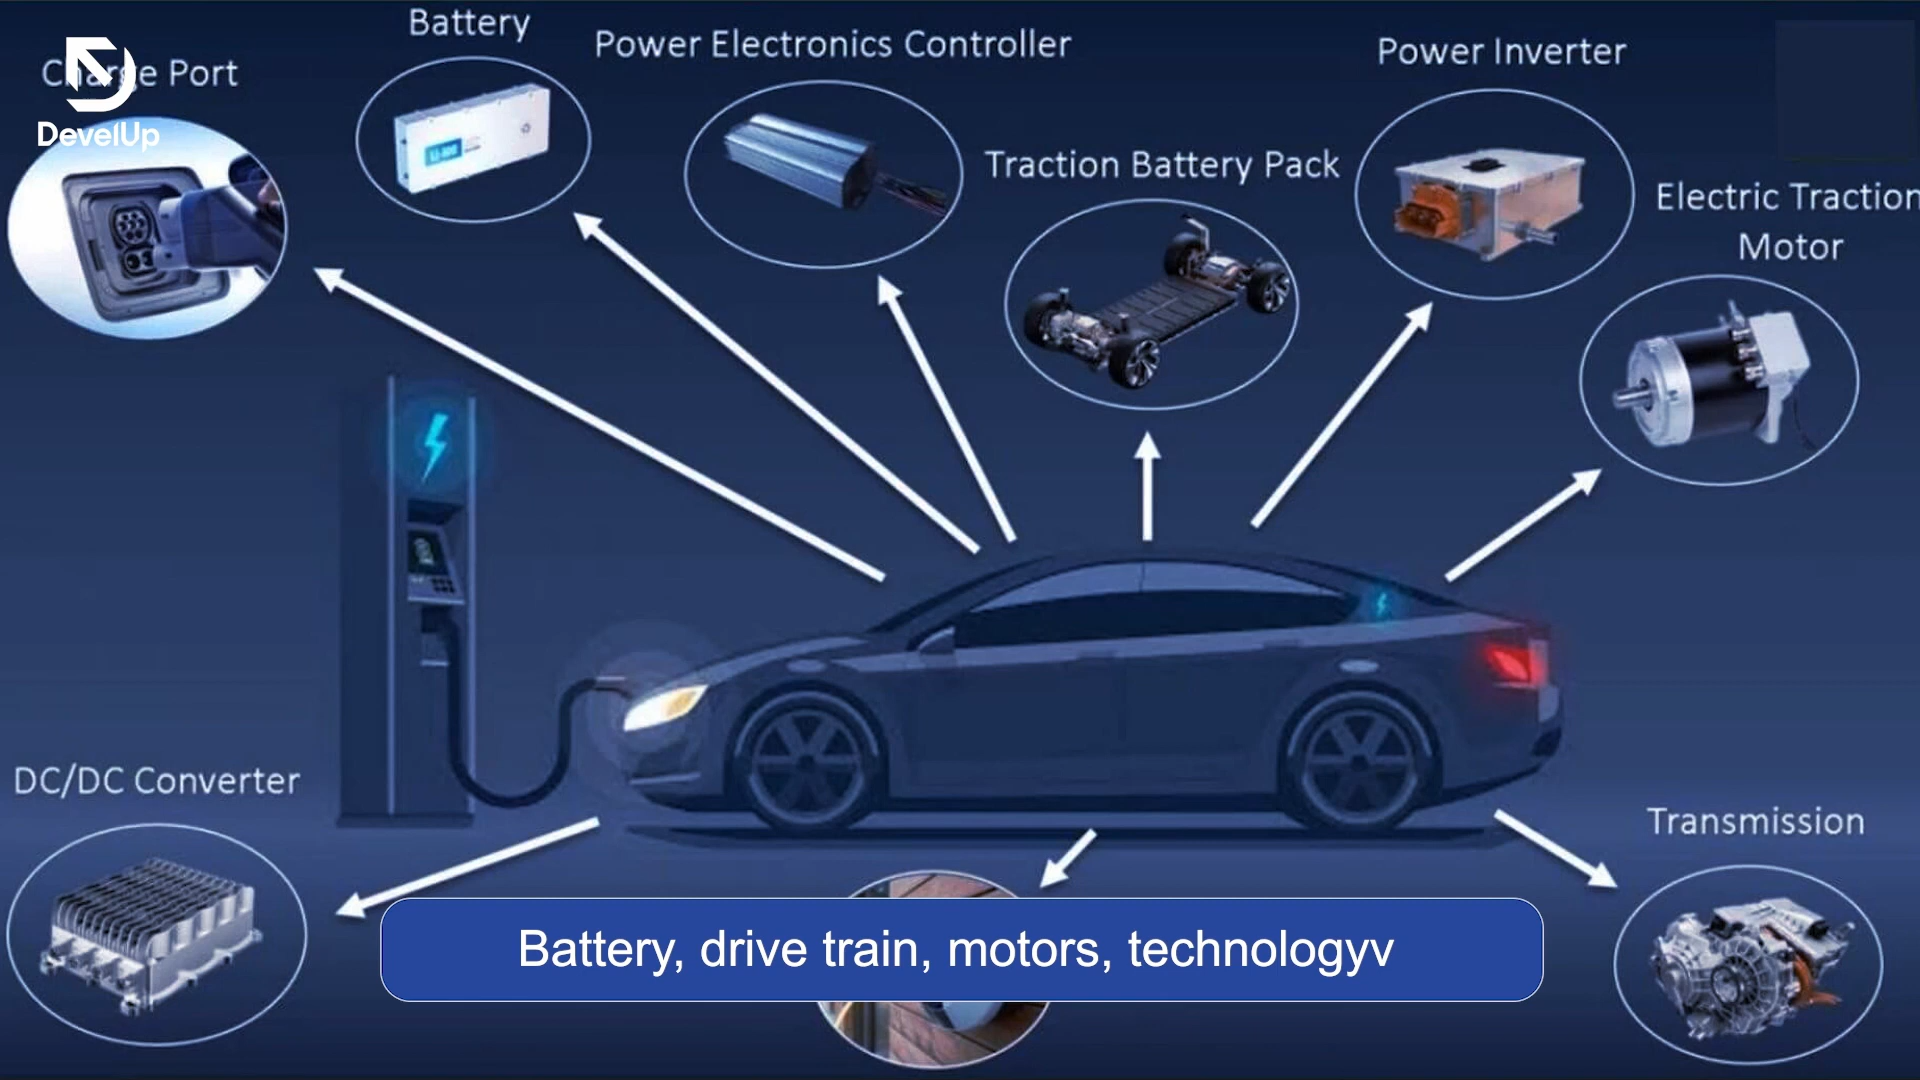 Battery
Power Electronics Controller
Power Inverter
Charge Port
DevelUp
Traction Battery Pack
Electric Traction
Motor
DC/DC Converter
Transmission
Battery, drive train, motors, technologyv